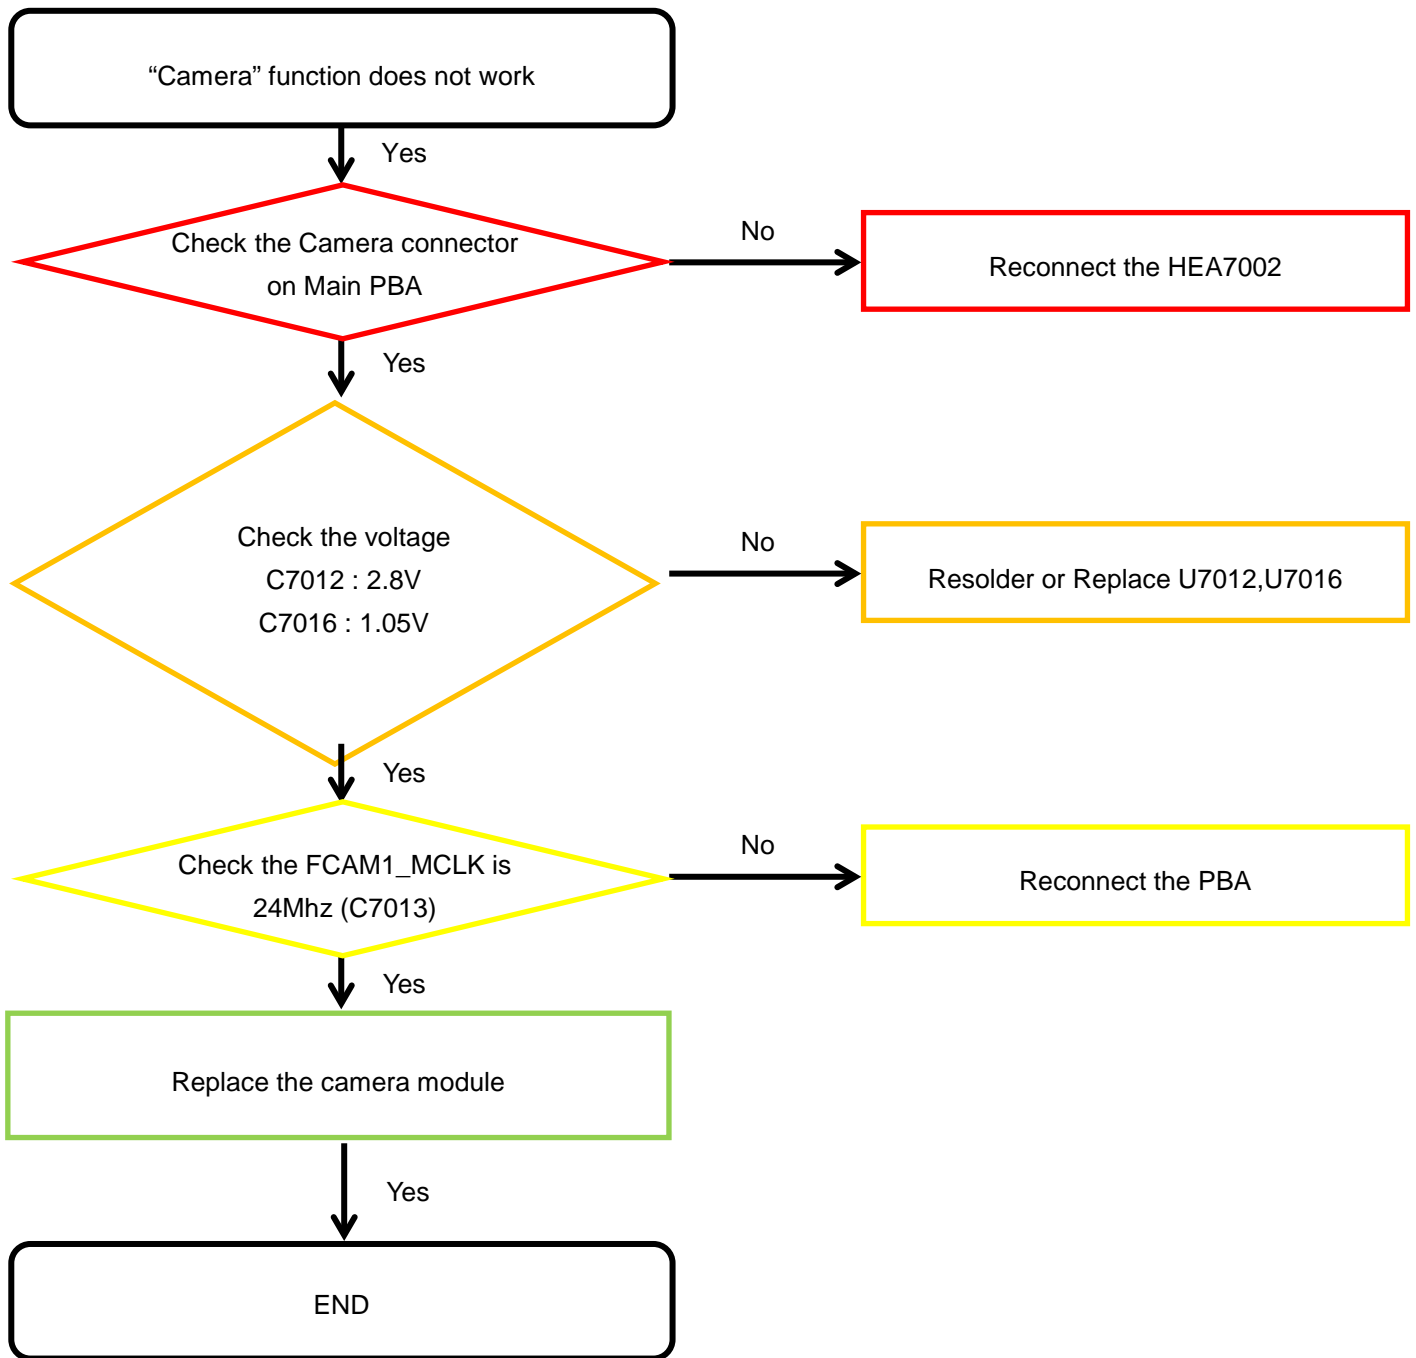 “Camera” function does not work
Yes
Check the Camera connector
on Main PBA
No
Reconnect the HEA7002
Yes
Check the voltage
C7012 : 2.8V
C7016 : 1.05V
No
Resolder or Replace U7012,U7016
Yes
Check the FCAM1_MCLK is
24Mhz (C7013)
No
Reconnect the PBA
Yes
Replace the camera module
Yes
END